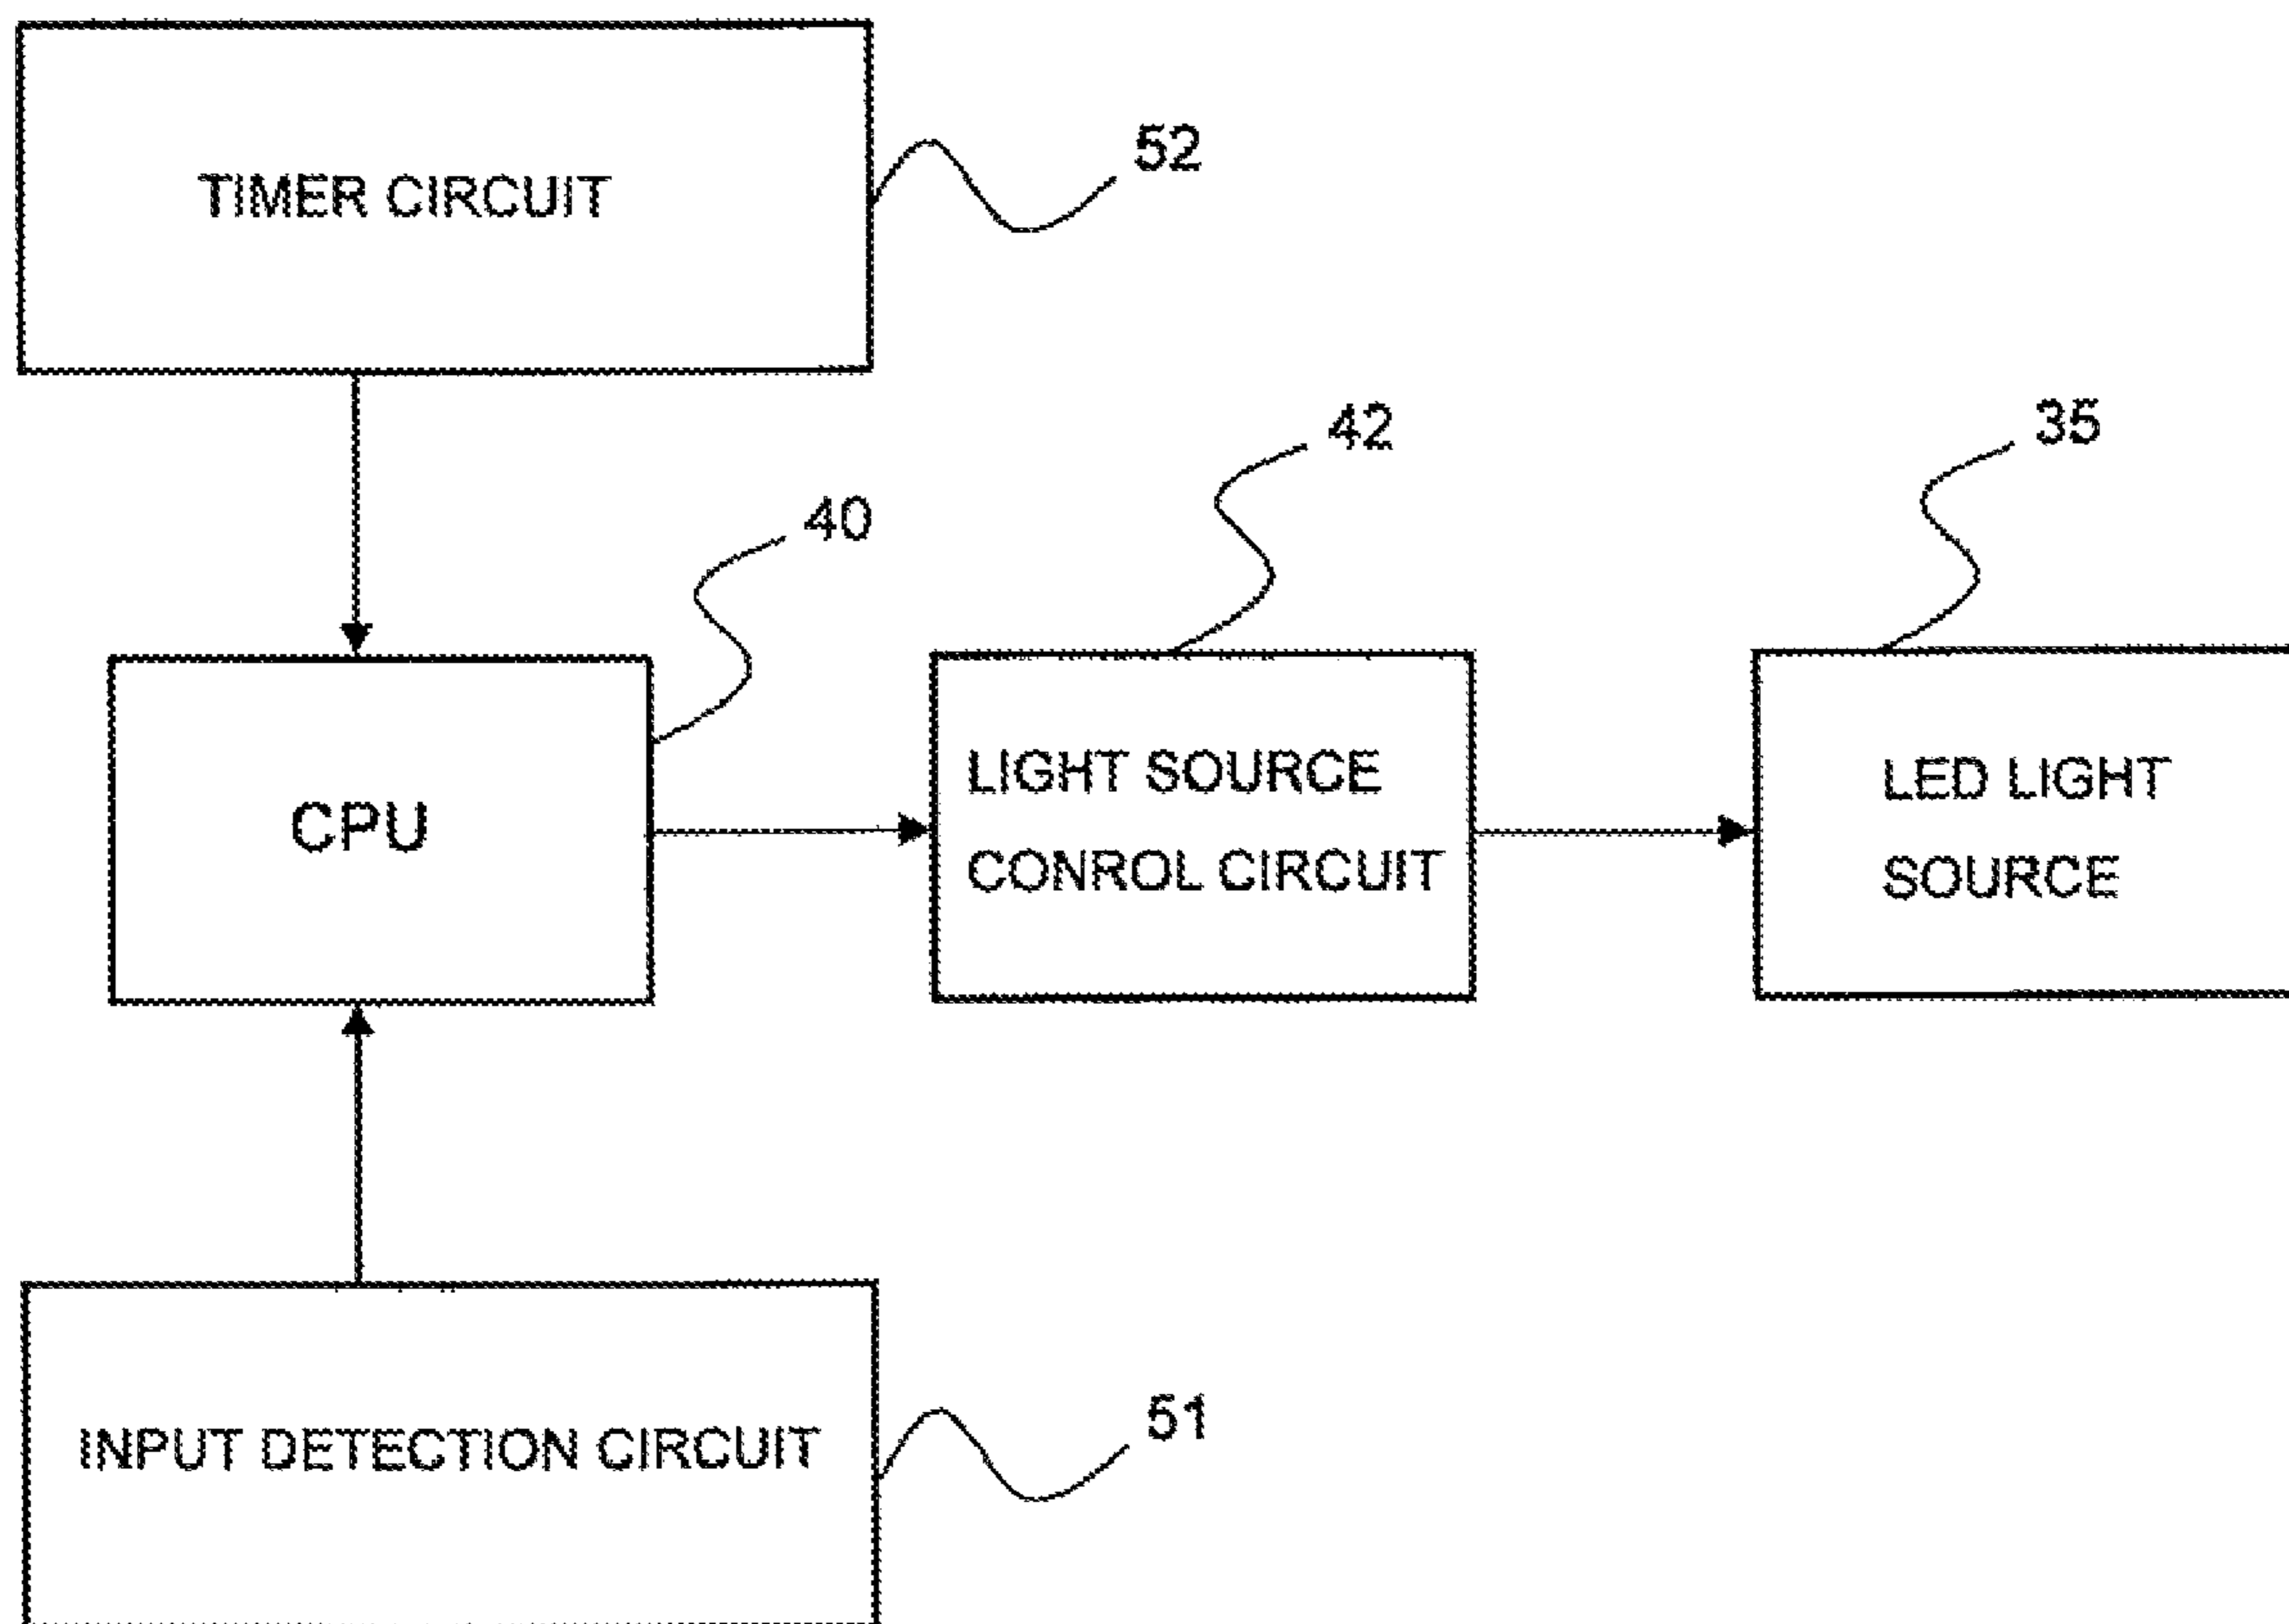 TIMER CIRCUIT
52
42
35
40
CPU
LIGHT SOURCE
CONROL CIRCUIT
LED LIGHT
SOURCE
INPUT DETECTION CIRCUIT
51